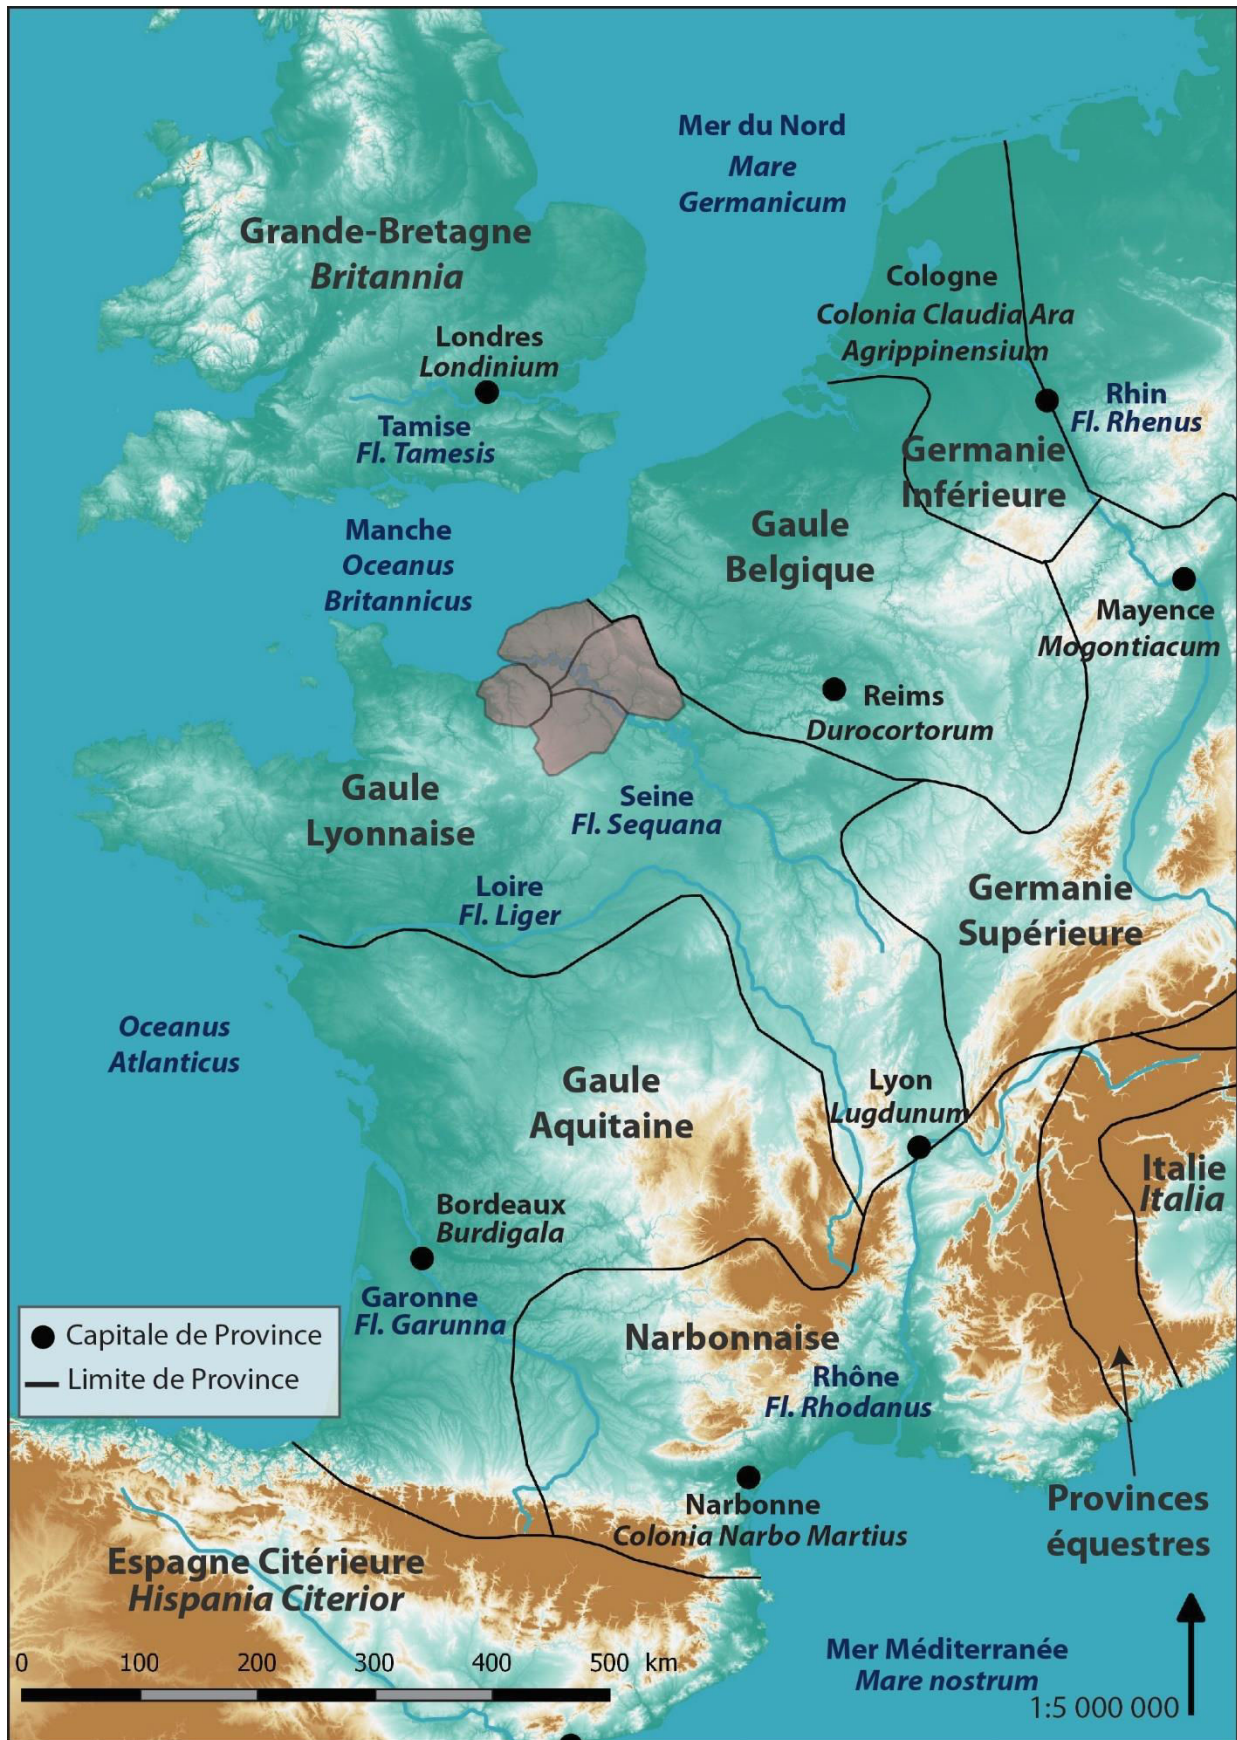 Mer du Nord
Mare
Germanicum
Grande-Bretagne
Britannia
Cologne
Colonia Claudia Ara
Agrippinensium
Londres
Londinium
Rhin
Fl. Rhenus
Tamise
Fl. Tamesis
Germanie
Inférieure
Manche
Oceanus
Britannicus
Gaule
Belgique
Mayence
Mogontiacum
Reims
Durocortorum
Gaule
Lyonnaise
Seine
Fl. Sequana
Loire
Fl. Liger
Germanie
Supérieure
Oceanus
Atlanticus
Gaule
Aquitaine
Lyon
Lugdunum
Italie
Italia
Bordeaux
Burdigala
Garonne
Fl. Garunna
Capitale de Province
Limite de Province
Narbonnaise
Rhône
Fl. Rhodanus
Narbonne
Colonia Narbo Martius
Provinces
équestres
Espagne Citérieure
Hispania Citerior
0 100 200 300 400 500 km
Mer Méditerranée
Mare nostrum
1:5 000 000